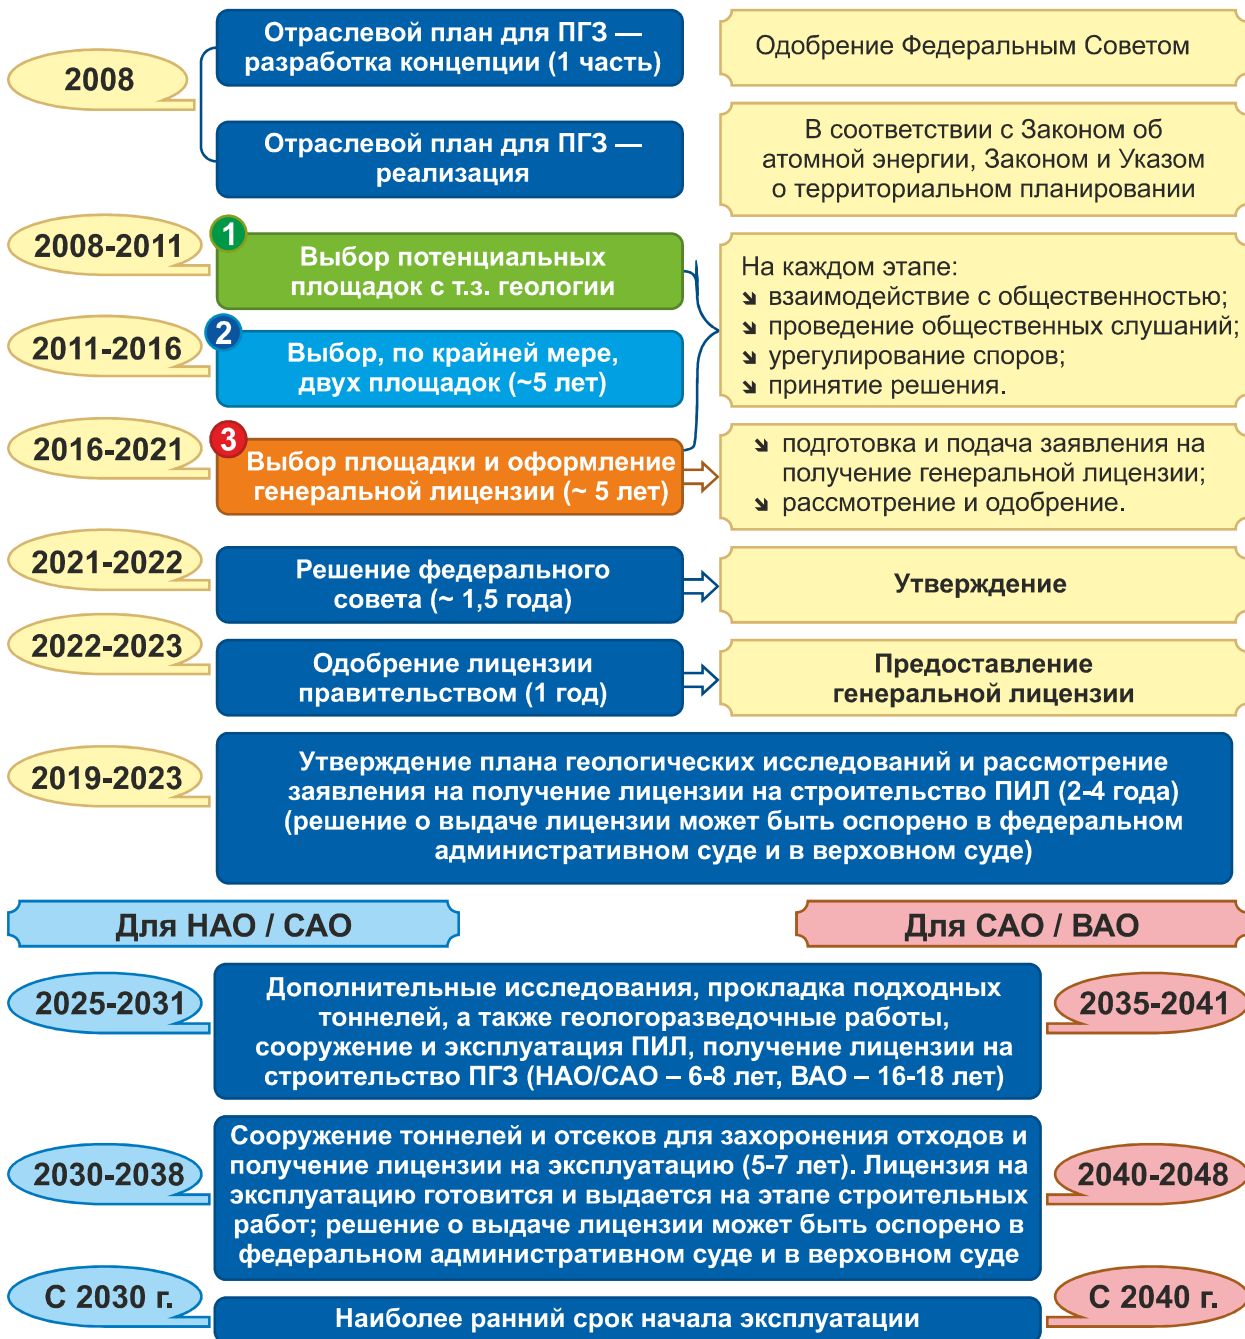 2008
Отраслевой план для ПГЗ —
разработка концепции (1 часть)
Одобрение Федеральным Советом
Отраслевой план для ПГЗ —
реализация
В соответствии с Законом об
атомной энергии, Законом и Указом
о территориальном планировании
2008-2011
1
Выбор потенциальных
площадок с т.з. геологии
2011-2016
2
Выбор, по крайней мере,
двух площадок (~5 лет)
На каждом этапе:
взаимодействие с общественностью;
проведение общественных слушаний;
урегулирование споров;
принятие решения.
2016-2021
3
Выбор площадки и оформление
генеральной лицензии (~ 5 лет)
подготовка и подача заявления на
получение генеральной лицензии;
рассмотрение и одобрение.
2021-2022
Решение федерального
совета (~ 1,5 года)
Утверждение
2022-2023
Одобрение лицензии
правительством (1 год)
Предоставление
генеральной лицензии
2019-2023
Утверждение плана геологических исследований и рассмотрение
заявления на получение лицензии на строительство ПИЛ (2-4 года)
(решение о выдаче лицензии может быть оспорено в федеральном
административном суде и в верховном суде)
Для НАО / САО
Для САО / ВАО
2025-2031
Дополнительные исследования, прокладка подходных
тоннелей, а также геологоразведочные работы,
сооружение и эксплуатация ПИЛ, получение лицензии на
строительство ПГЗ (НАО/САО – 6-8 лет, ВАО – 16-18 лет)
2035-2041
2030-2038
Сооружение тоннелей и отсеков для захоронения отходов и
получение лицензии на эксплуатацию (5-7 лет). Лицензия на
эксплуатацию готовится и выдается на этапе строительных
работ; решение о выдаче лицензии может быть оспорено в
федеральном административном суде и в верховном суде
2040-2048
С 2030 г.
Наиболее ранний срок начала эксплуатации
С 2040 г.